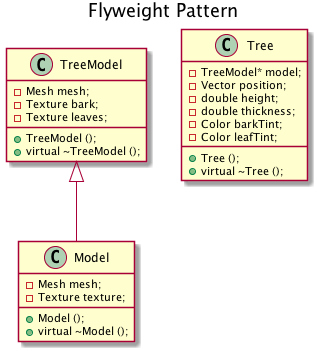 Flyweight Pattern
C TreeModel
Mesh mesh;
Texture bark;
Texture leaves;
TreeModel ();
virtual ~TreeModel ();
C Tree
TreeModel* model;
Vector position;
double height;
double thickness;
Color barkTint;
Color leafTint;
Tree ();
virtual ~Tree ();
C Model
Mesh mesh;
Texture texture;
Model ();
virtual ~Model ();